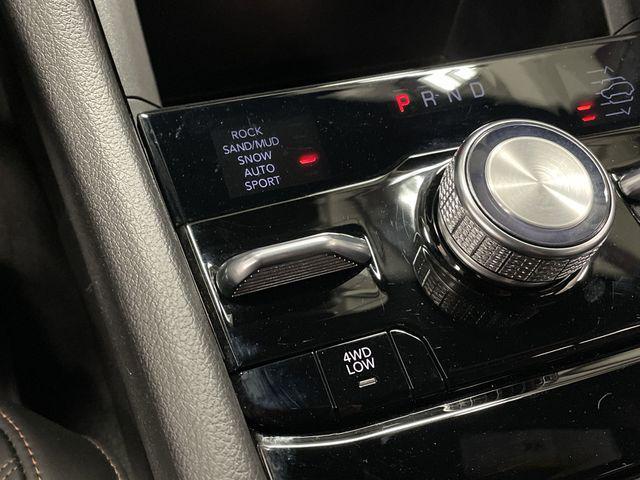 P R N D
ROCK
SAND/MUD
SNOW
AUTO
SPORT
4WD
LOW